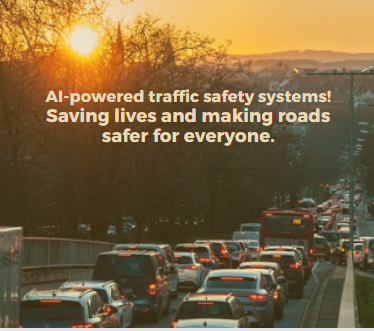 AI-powered traffic safety systems!
Saving lives and making roads
safer for everyone.